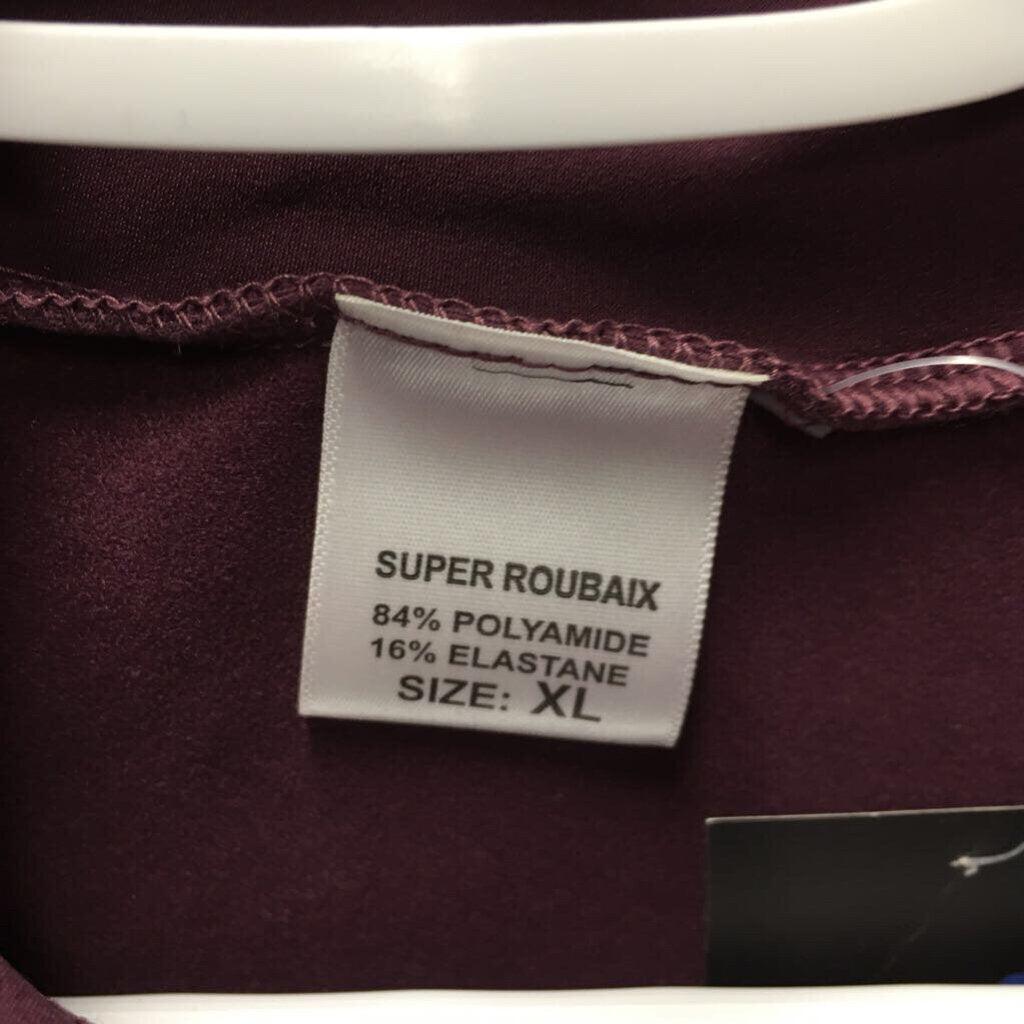 SUPER ROUBAIX
84% POLYAMIDE
16% ELASTANE
SIZE: XL